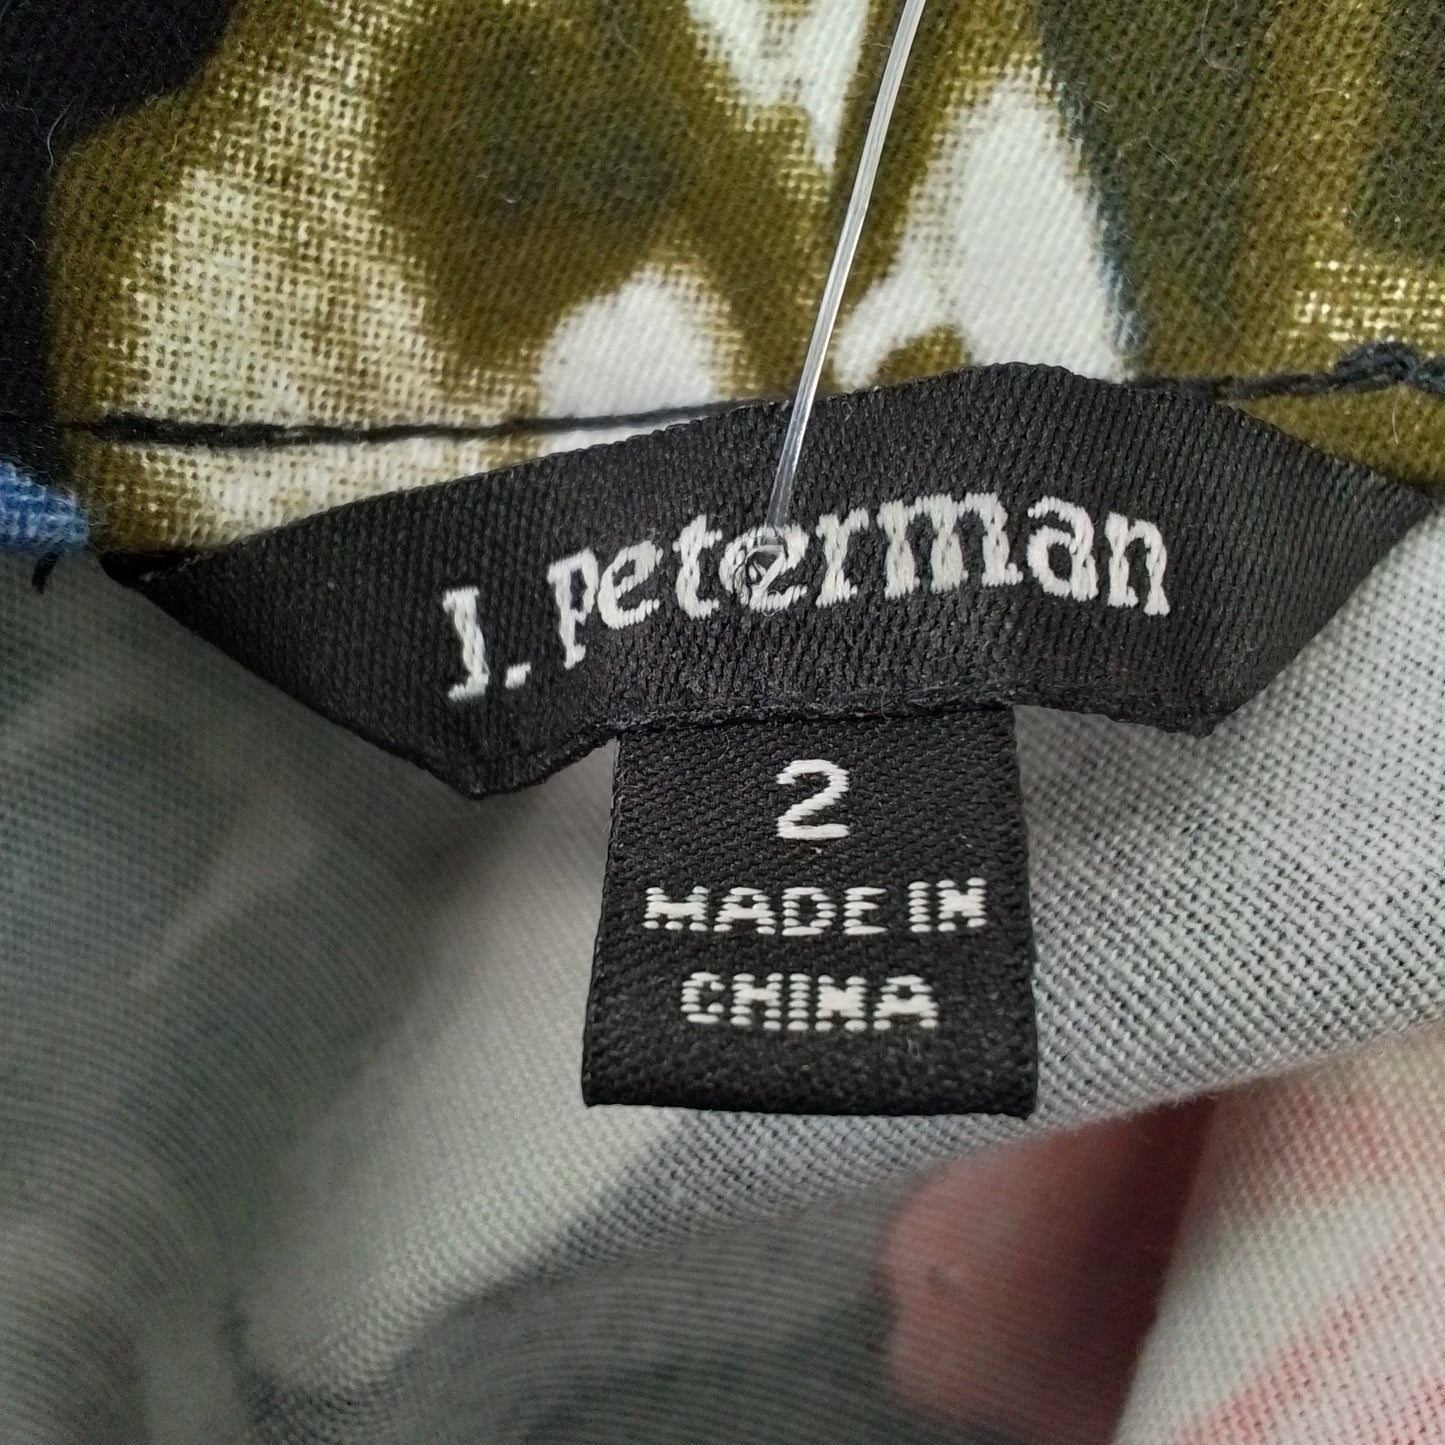 J. Peterman
2
MADE IN
CHINA